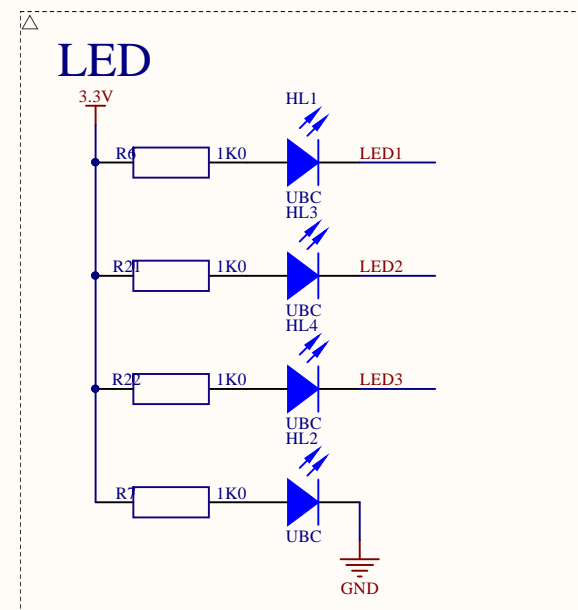 LED
3.3V
HL1
R6 1K0 LED1
UBC
HL3
R21 1K0 LED2
UBC
HL4
R22 1K0 LED3
UBC
HL2
R7 1K0
UBC
GND